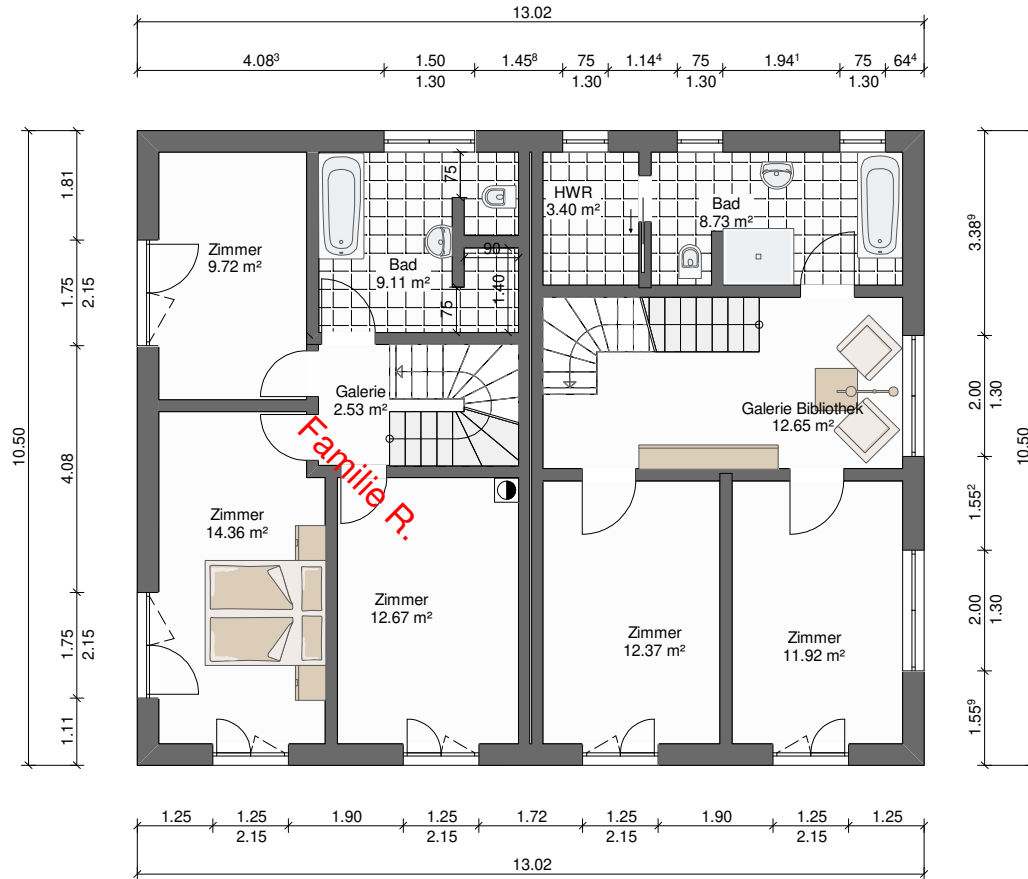 13.02
4.08³ 1.50 1.45⁸ 75 1.14⁴ 75 1.94¹ 75 64⁴
1.30 1.30 1.30 1.30
10.50
1.81
1.75
2.15
4.08
1.75
2.15
1.11
Zimmer
9.72 m²
Bad
9.11 m²
75
90
1.40
75
HWR
3.40 m²
Bad
8.73 m²
Galerie
2.53 m²
Galerie Bibliothek
12.65 m²
Familie R.
Zimmer
14.36 m²
Zimmer
12.67 m²
Zimmer
12.37 m²
Zimmer
11.92 m²
3.38⁹
2.00
1.30
1.55²
2.00
1.30
1.55⁹
10.50
1.25 1.25 1.90 1.25 1.72 1.25 1.90 1.25 1.25
2.15 2.15 2.15 2.15
13.02